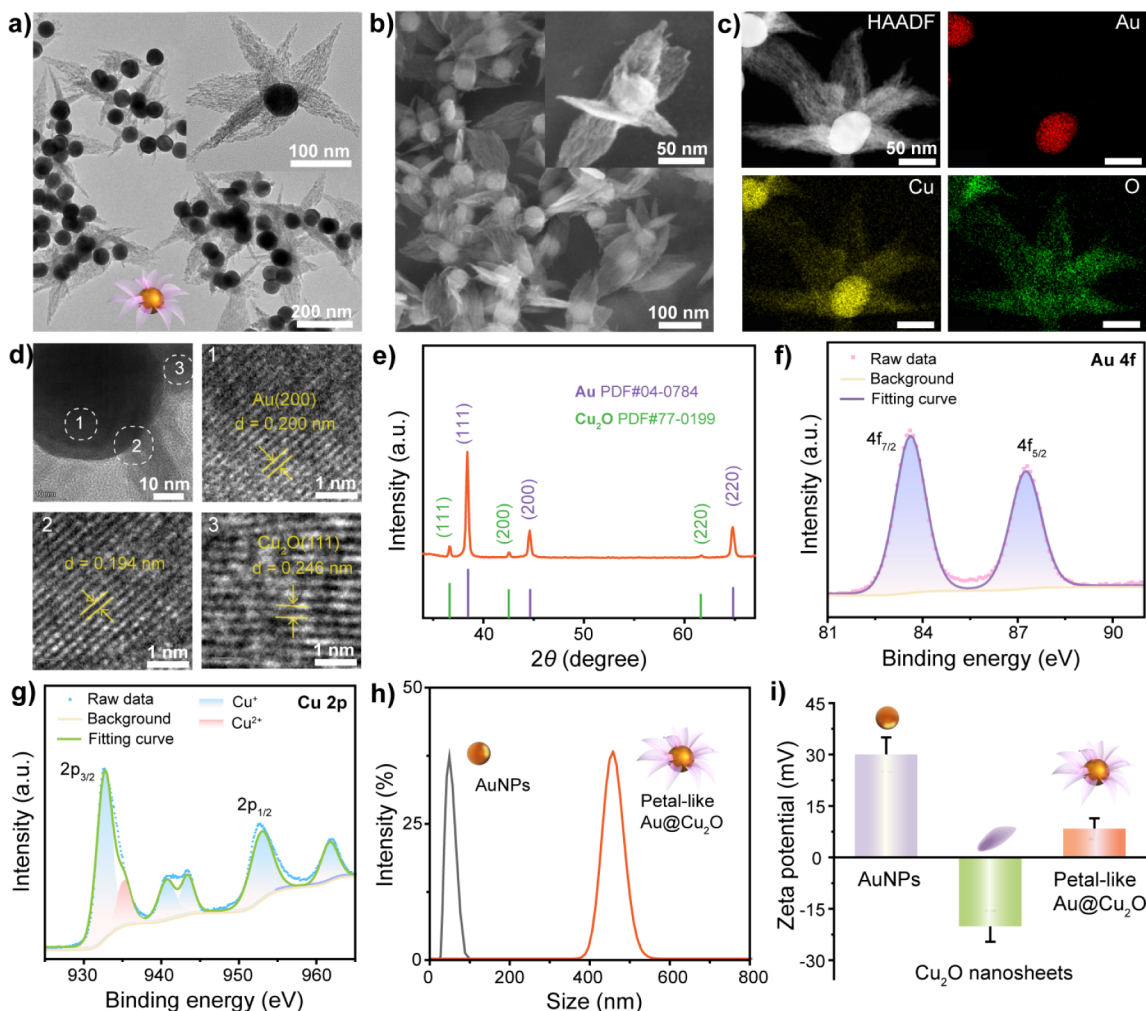 a)
100 nm
200 nm
b)
50 nm
100 nm
c)
HAADF
50 nm
Au
Cu
O
d)
1
2
3
10 nm
1
Au(200)
d = 0.200 nm
1 nm
2
d = 0.194 nm
1 nm
3
Cu₂O(111)
d = 0.246 nm
1 nm
e)
Intensity (a.u.)
Au PDF#04-0784
Cu₂O PDF#77-0199
(111)
(111)
(200)
(200)
(220)
(220)
40
50
60
2θ (degree)
f)
Intensity (a.u.)
Raw data
Background
Fitting curve
Au 4f
4f₇/₂
4f₅/₂
81
84
87
90
Binding energy (eV)
g)
Intensity (a.u.)
Raw data
Background
Fitting curve
Cu⁺
Cu²⁺
Cu 2p
2p₃/₂
2p₁/₂
930
940
950
960
Binding energy (eV)
h)
Intensity (%)
50
25
0
AuNPs
Petal-like
Au@Cu₂O
0
200
400
600
800
Size (nm)
i)
Zeta potential (mV)
45
30
15
0
-15
-30
AuNPs
Petal-like
Au@Cu₂O
Cu₂O nanosheets